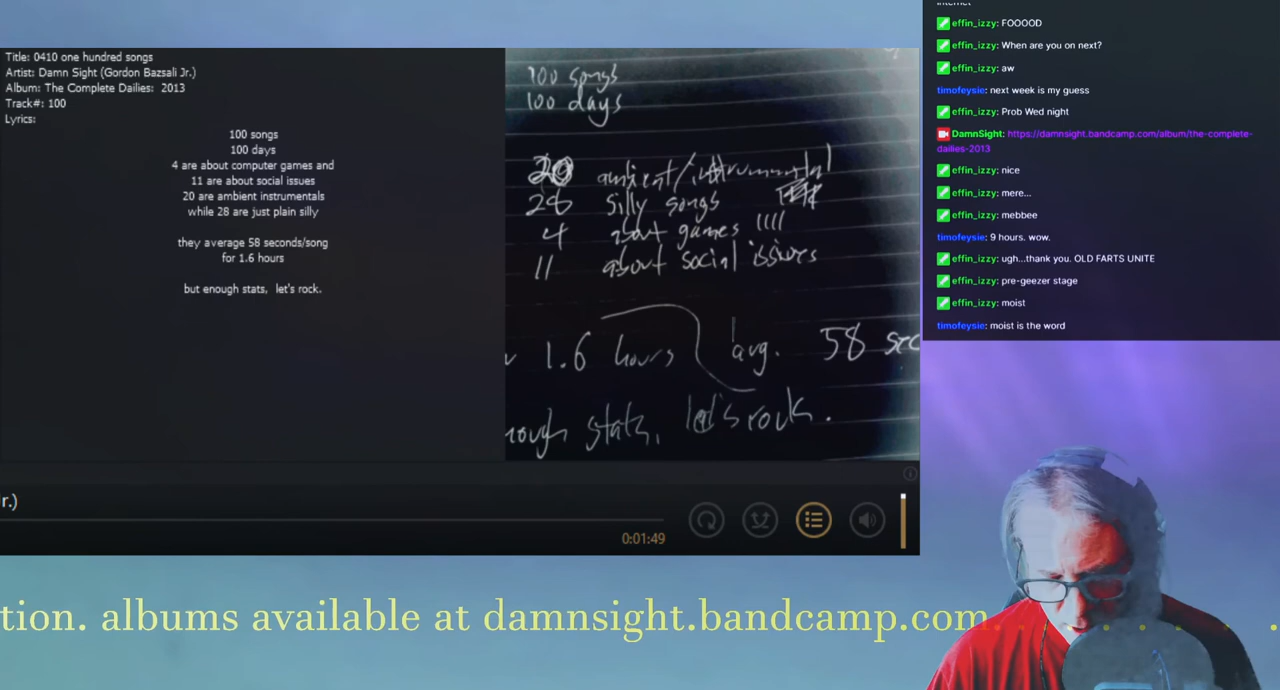 Title: 0410 one hundred songs
Artist: Damn Sight (Gordon Bazsali Jr.)
Album: The Complete Dailies:  2013
Track#: 100
Lyrics:
100 songs
100 days
4 are about computer games and
11 are about social issues
20 are ambient instrumentals
while 28 are just plain silly
they average 58 seconds/song
for 1.6 hours
but enough stats,  let's rock.
100 songs
100 days
20 ambient/instrumental
28 silly songs
4 about games IIII
11 about social issues
1.6 hours avg. 58 sec
nough stats, let's rock.
r.)
0:01:49
effin_izzy: FOOOOD
effin_izzy: When are you on next?
effin_izzy: aw
timofeysie: next week is my guess
effin_izzy: Prob Wed night
DamnSight: https://damnsight.bandcamp.com/album/the-complete-
dailies-2013
effin_izzy: nice
effin_izzy: mere...
effin_izzy: mebbee
timofeysie: 9 hours. wow.
effin_izzy: ugh...thank you. OLD FARTS UNITE
effin_izzy: pre-geezer stage
effin_izzy: moist
timofeysie: moist is the word
tion. albums available at damnsight.bandcamp.com. . . . . . . .